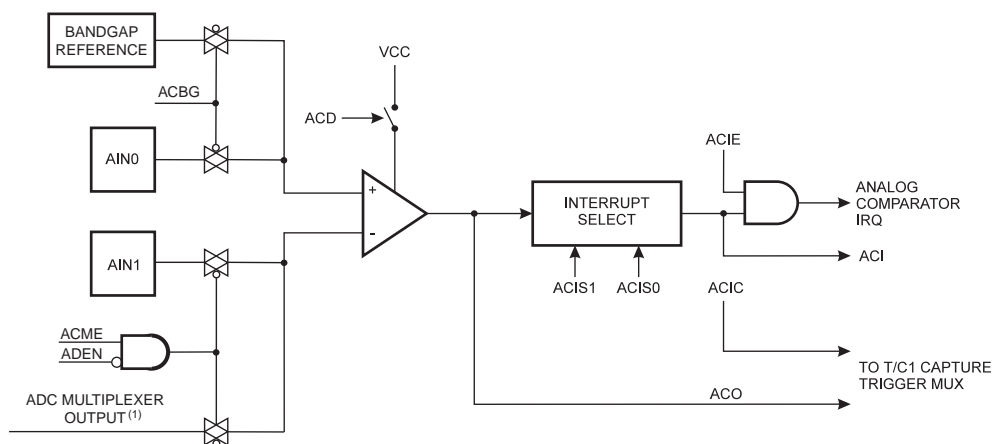 BANDGAP
REFERENCE
VCC
ACBG
ACD
AIN0
ACIE
+
-
INTERRUPT
SELECT
ANALOG
COMPARATOR
IRQ
AIN1
ACI
ACIS1 ACIS0 ACIC
ACME
ADEN
TO T/C1 CAPTURE
TRIGGER MUX
ADC MULTIPLEXER
OUTPUT (1)
ACO